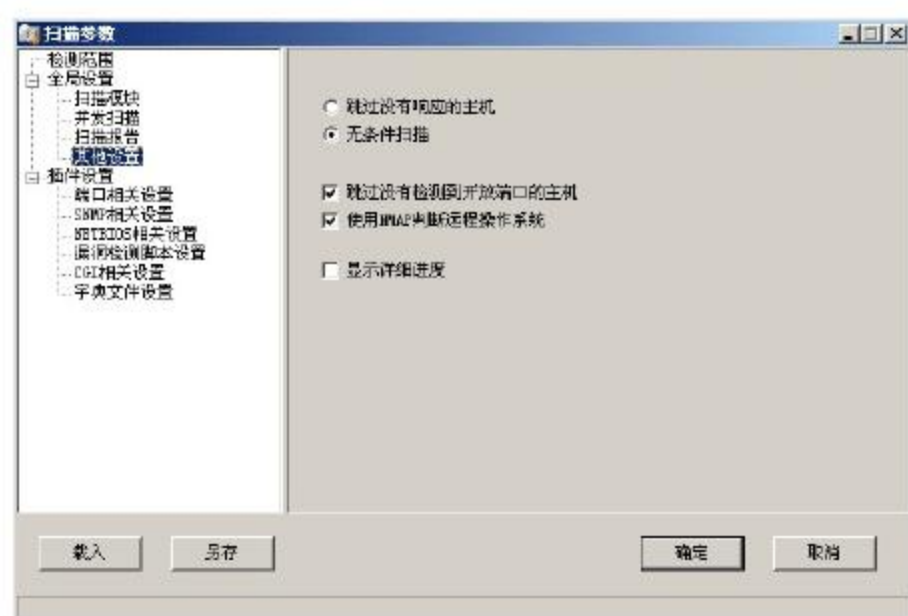 扫描参数
检测范围
全局设置
扫描模块
并发扫描
扫描报告
其他设置
插件设置
端口相关设置
SNMP相关设置
NETBIOS相关设置
漏洞检测脚本设置
CGI相关设置
字典文件设置
跳过没有响应的主机
无条件扫描
跳过没有检测到开放端口的主机
使用NMAP判断远程操作系统
显示详细进度
载入
另存
确定
取消